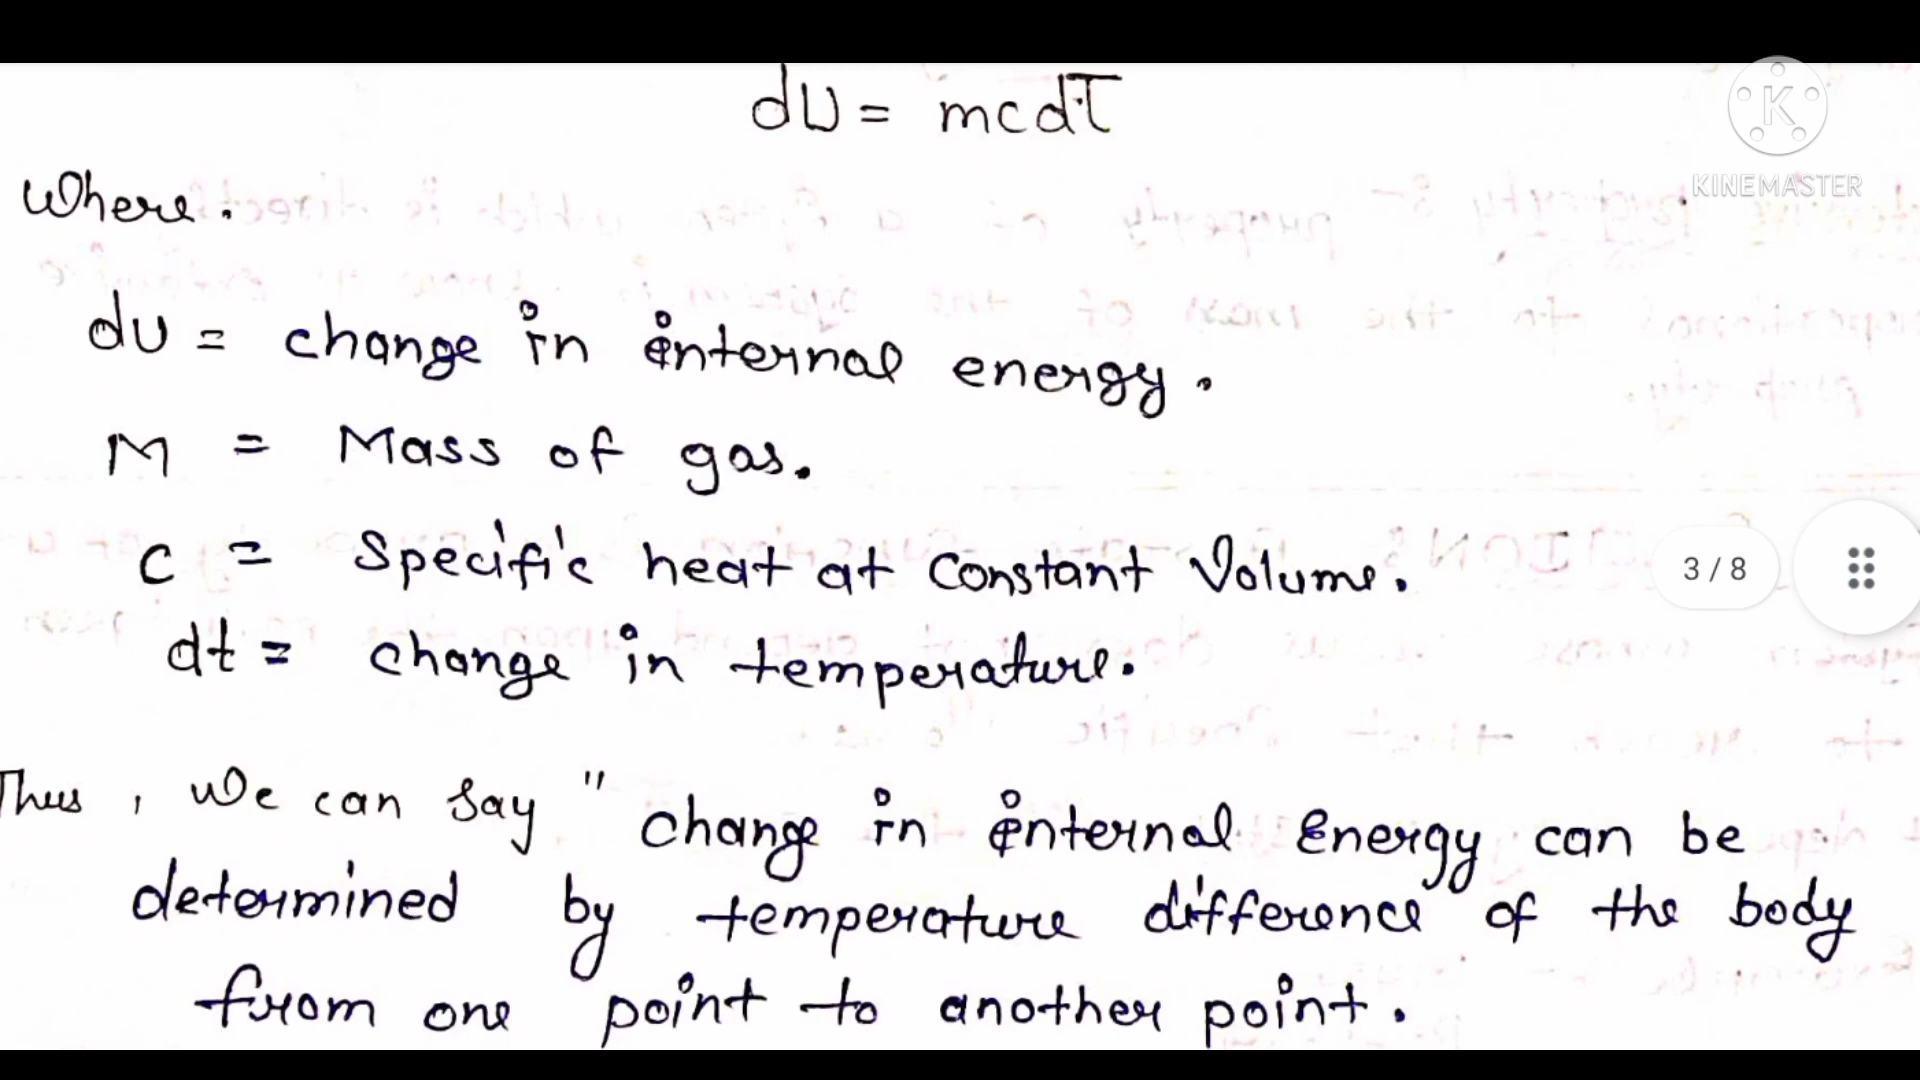 dU = mcdT
KINEMASTER
Where.
du = change in internal energy.
M = Mass of gas.
C = Specific heat at Constant Volume.
3 / 8
dt = change in temperature.
Thus, we can say " change in internal Energy can be
determined by temperature difference of the body
from one point to another point.